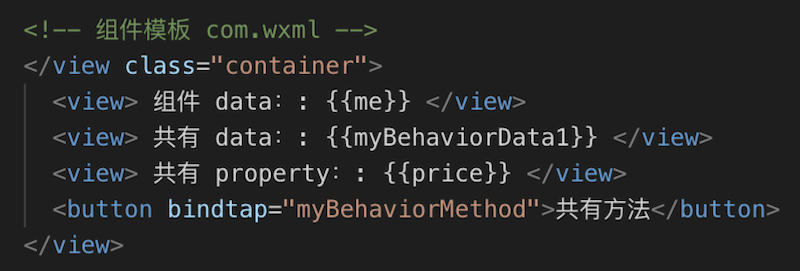 <!-- 组件模板 com.wxml -->
</view class="container">
<view> 组件 data：: {{me}} </view>
<view> 共有 data：: {{myBehaviorData1}} </view>
<view> 共有 property：: {{price}} </view>
<button bindtap="myBehaviorMethod">共有方法</button>
</view>